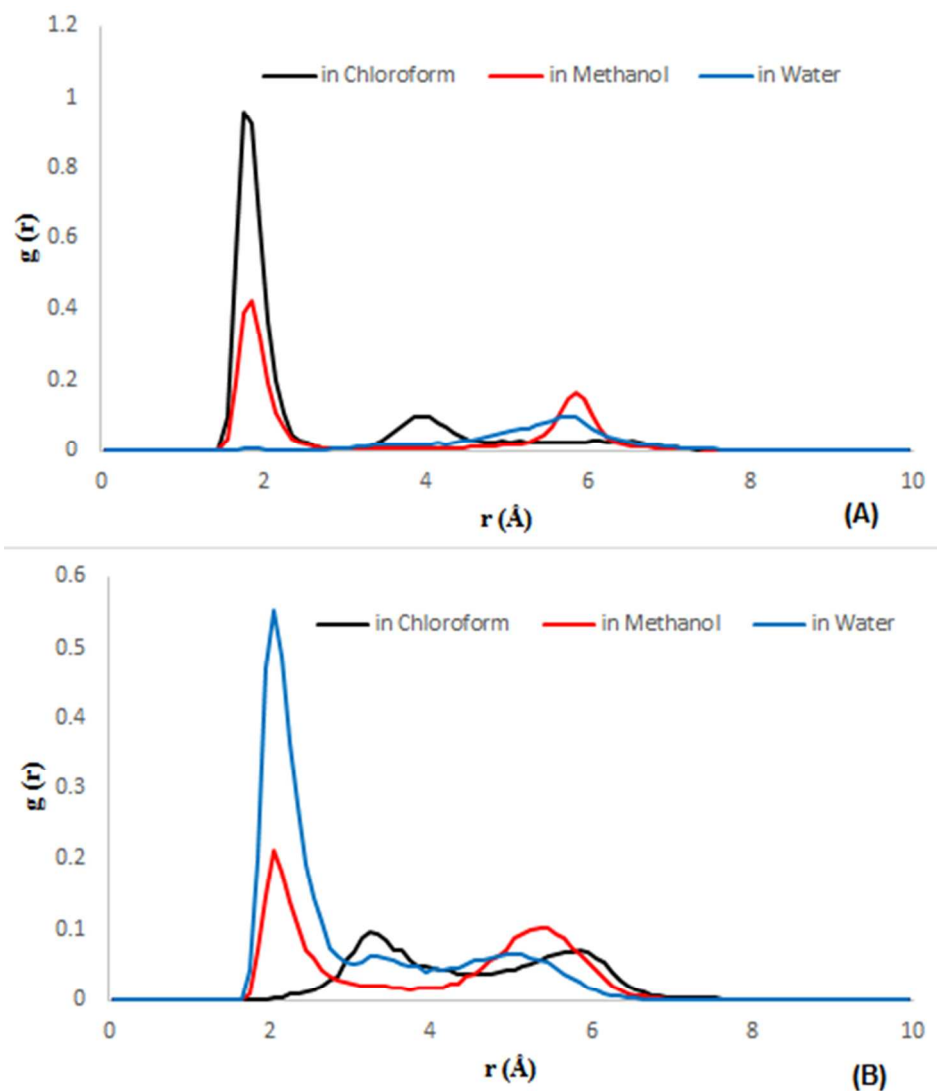 1.2
in Chloroform in Methanol in Water
1
0.8
0.6
0.4
0.2
0
g (r)
0 2 4 6 8 10
r (Å)
(A)
0.6
in Chloroform in Methanol in Water
0.5
0.4
0.3
0.2
0.1
0
g (r)
0 2 4 6 8 10
r (Å)
(B)